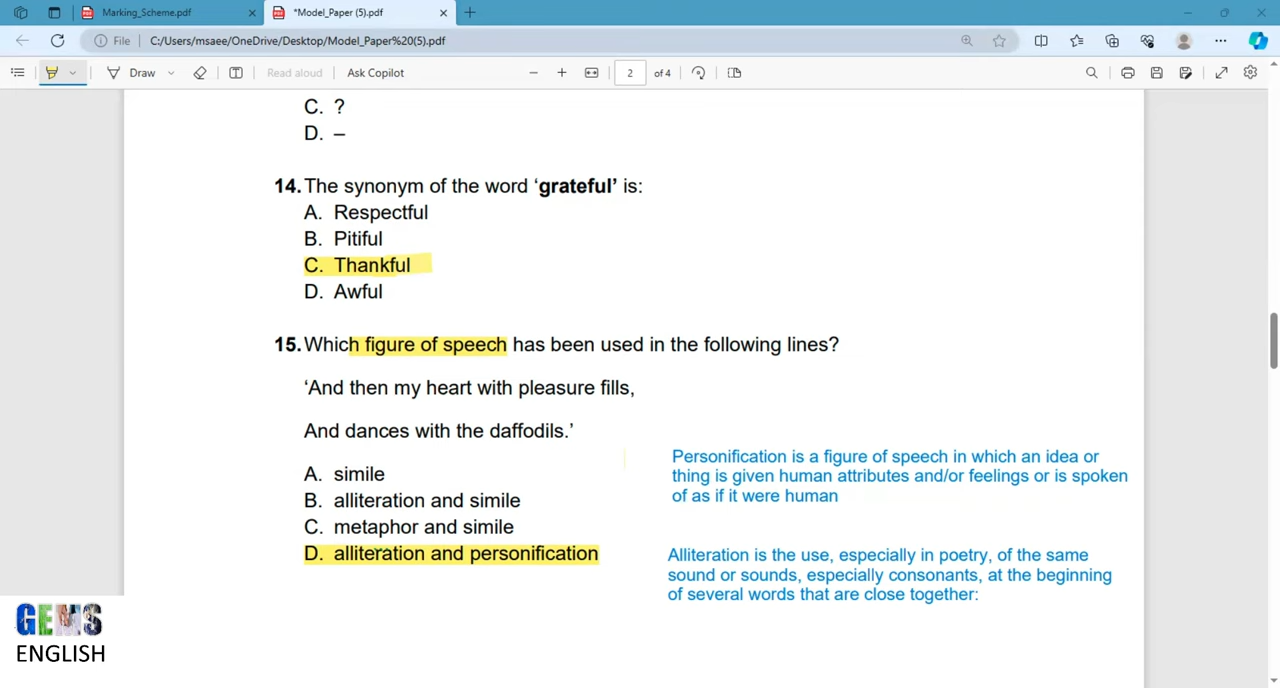 Marking_Scheme.pdf
*Model_Paper (5).pdf
File
C:/Users/msaee/OneDrive/Desktop/Model_Paper%20(5).pdf
Draw
Read aloud
Ask Copilot
2
of 4
C. ?
D. –
14. The synonym of the word ‘grateful’ is:
A. Respectful
B. Pitiful
C. Thankful
D. Awful
15. Which figure of speech has been used in the following lines?
‘And then my heart with pleasure fills,
And dances with the daffodils.’
A. simile
B. alliteration and simile
C. metaphor and simile
D. alliteration and personification
Personification is a figure of speech in which an idea or
thing is given human attributes and/or feelings or is spoken
of as if it were human
Alliteration is the use, especially in poetry, of the same
sound or sounds, especially consonants, at the beginning
of several words that are close together:
GEMS
ENGLISH